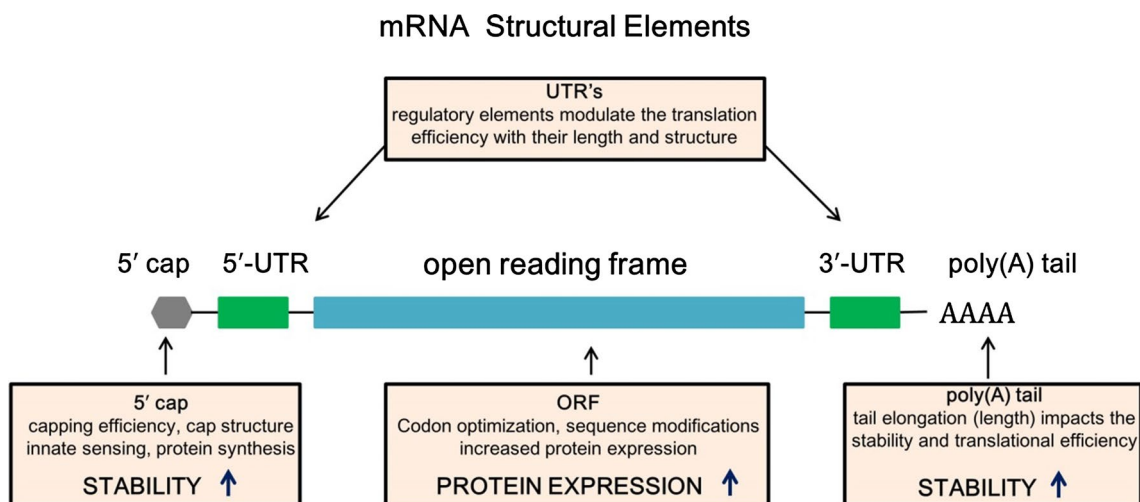 mRNA Structural Elements
UTR's
regulatory elements modulate the translation
efficiency with their length and structure
5′ cap
5′-UTR
open reading frame
3′-UTR
poly(A) tail
AAAA
5′ cap
capping efficiency, cap structure
innate sensing, protein synthesis
STABILITY ↑
ORF
Codon optimization, sequence modifications
increased protein expression
PROTEIN EXPRESSION ↑
poly(A) tail
tail elongation (length) impacts the
stability and translational efficiency
STABILITY ↑